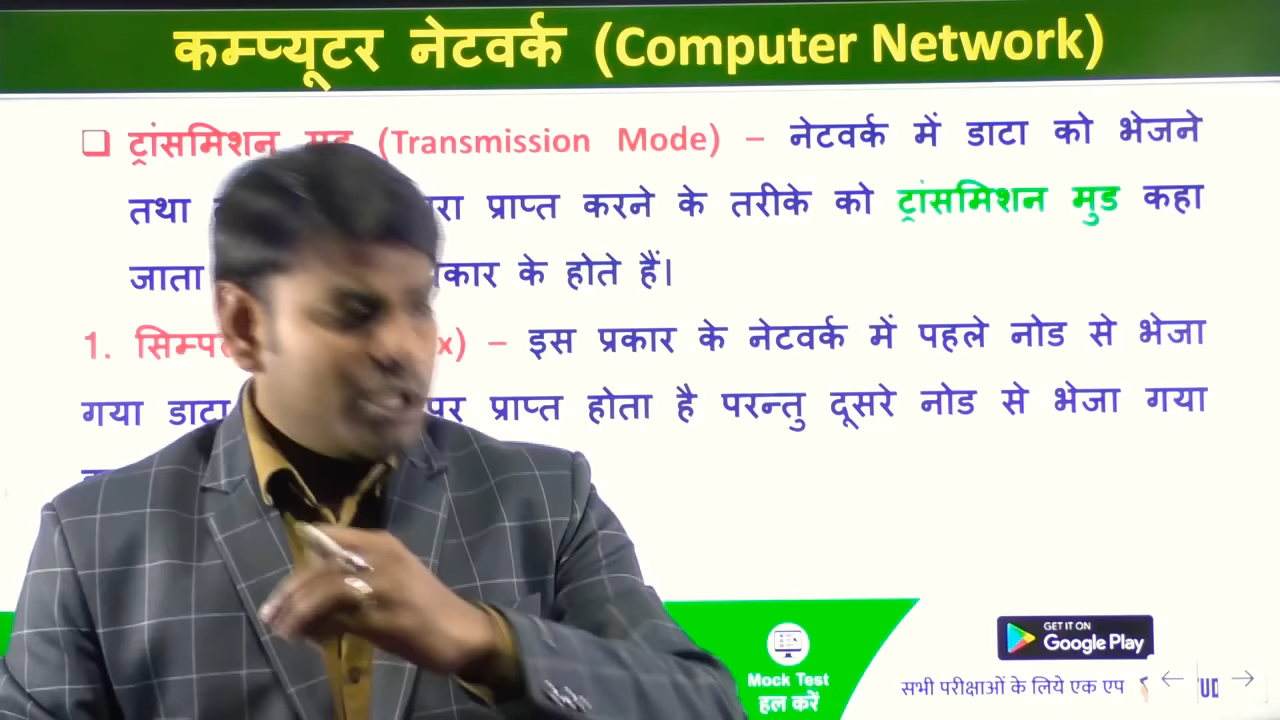 कम्प्यूटर नेटवर्क (Computer Network)
❑ ट्रांसमिशन मुड (Transmission Mode) – नेटवर्क में डाटा को भेजने
तथा प्राप्त करने के तरीके को ट्रांसमिशन मुड कहा
जाता के होते हैं।
1. – इस प्रकार के नेटवर्क में पहले नोड से भेजा
गया डाटा पर प्राप्त होता है परन्तु दूसरे नोड से भेजा गया
Mock Test
हल करें
GET IT ON
Google Play
सभी परीक्षाओं के लिये एक एप